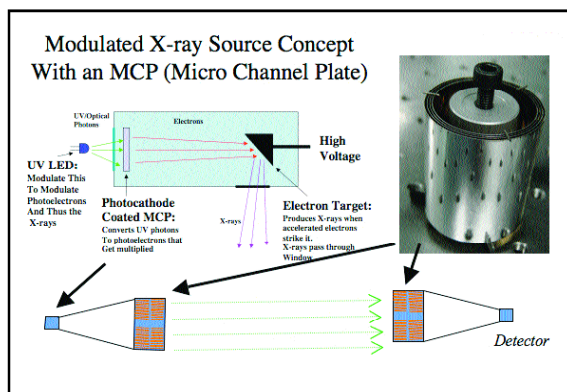 Modulated X-ray Source Concept
With an MCP (Micro Channel Plate)
UV/Optical
Photons
Electrons
High
Voltage
UV LED:
Modulate This
To Modulate
Photoelectrons
And Thus the
X-rays
Photocathode
Coated MCP:
Converts UV photons
To photoelectrons that
Get multiplied
X-rays
Electron Target:
Produces X-rays when
accelerated electrons
strike it.
X-rays pass through
Window
Detector